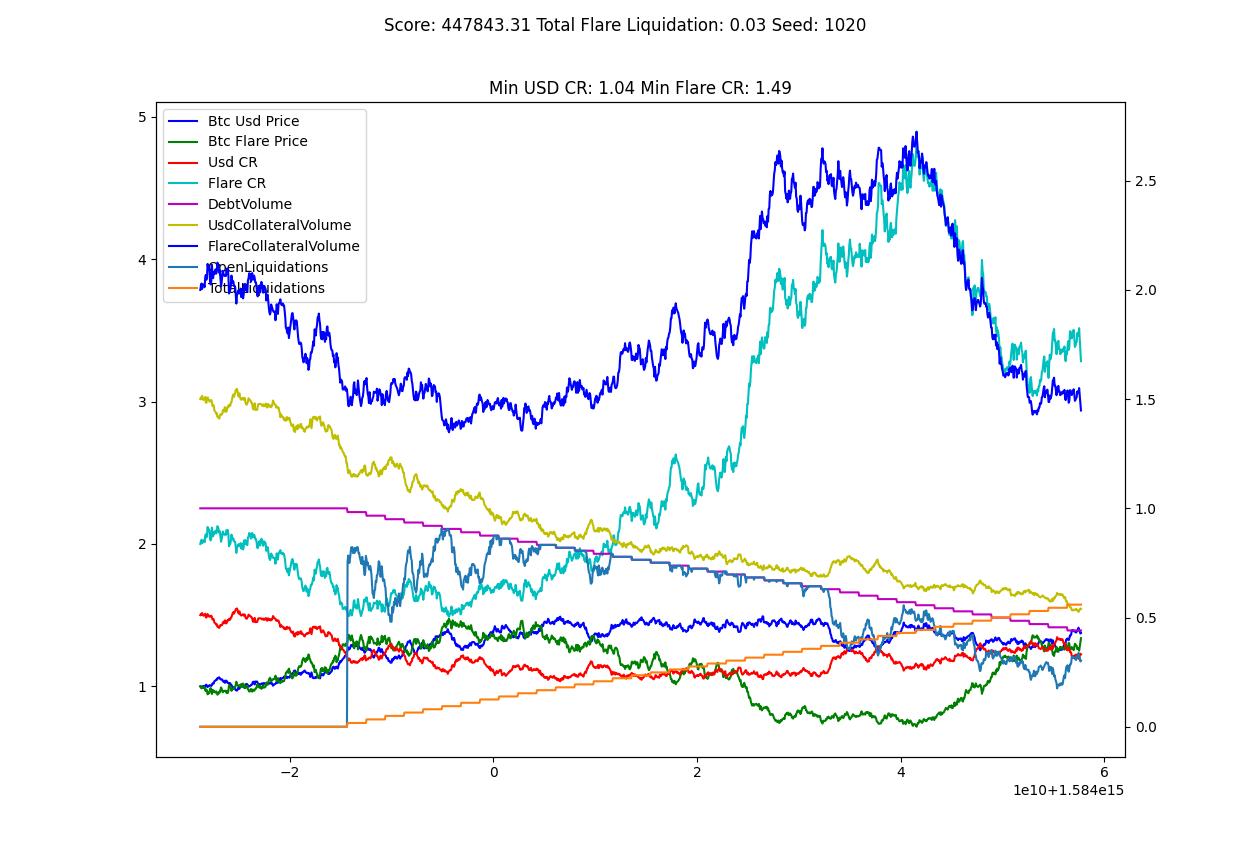 Score: 447843.31 Total Flare Liquidation: 0.03 Seed: 1020
Min USD CR: 1.04 Min Flare CR: 1.49
Btc Usd Price
Btc Flare Price
Usd CR
Flare CR
DebtVolume
UsdCollateralVolume
FlareCollateralVolume
OpenLiquidations
TotalLiquidations
5
4
3
2
1
2.5
2.0
1.5
1.0
0.5
0.0
−2
0
2
4
6
1e10+1.584e15